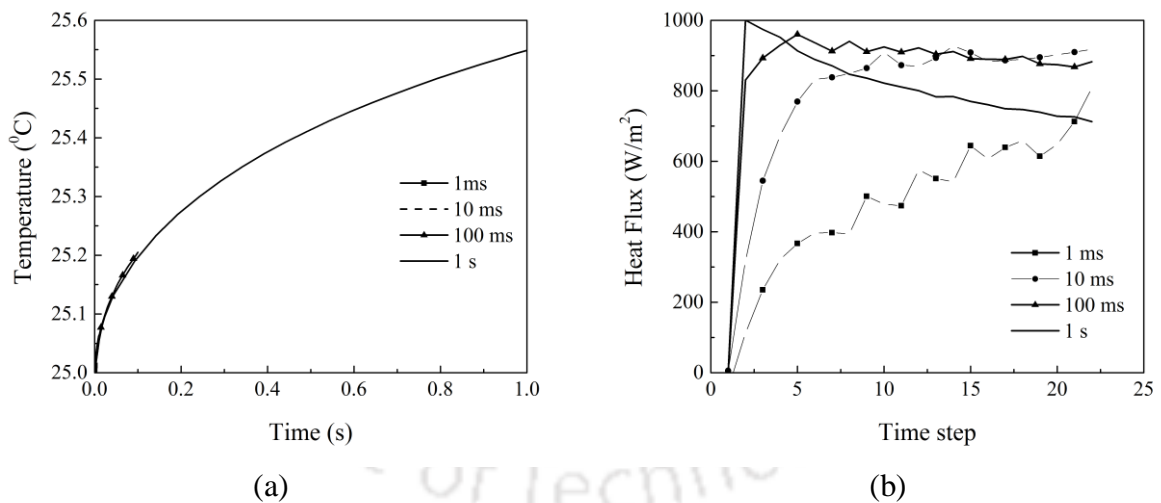 25.6
25.5
25.4
25.3
25.2
25.1
25.0
Temperature (⁰C)
0.0
0.2
0.4
0.6
0.8
1.0
Time (s)
1ms
10 ms
100 ms
1 s
(a)
1000
800
600
400
200
0
Heat Flux (W/m²)
0
5
10
15
20
25
Time step
1 ms
10 ms
100 ms
1 s
(b)
of Techno